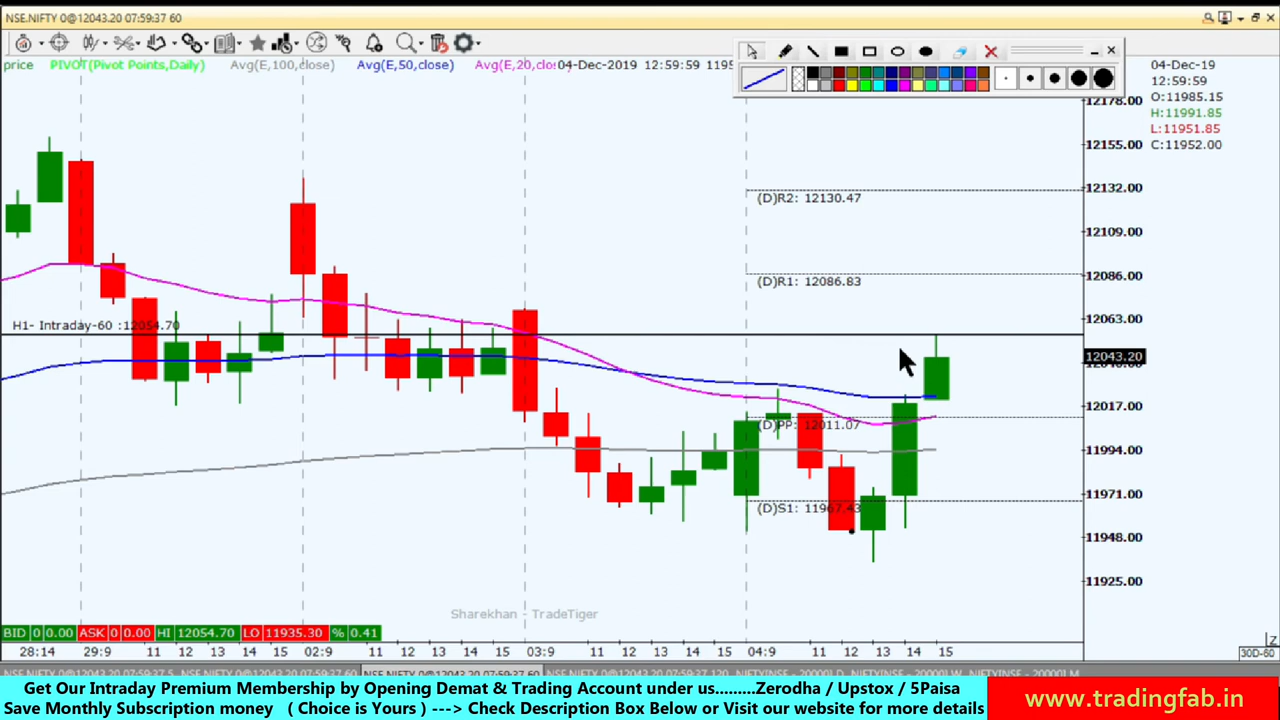 NSE.NIFTY 0@12043.20 07:59:37 60
price PIVOT(Pivot Points,Daily) Avg(E,100,close) Avg(E,50,close) Avg(E,20,clos 04-Dec-2019 12:59:59 1195
04-Dec-19
12:59:59
O:11985.15
H:11991.85
L:11951.85
C:11952.00
12178.00
12155.00
12132.00
12109.00
12086.00
12063.00
12043.20
12017.00
11994.00
11971.00
11948.00
11925.00
(D)R2: 12130.47
(D)R1: 12086.83
H1- Intraday-60 :12054.70
(D)PP: 12011.07
(D)S1: 11967.43
Sharekhan - TradeTiger
BID 0 0.00 ASK 0 0.00 HI 12054.70 LO 11935.30 % 0.41
28:14 29:9 11 12 13 14 15 02:9 11 12 13 14 15 03:9 11 12 13 14 15 04:9 11 12 13 14 15
30D-60
Get Our Intraday Premium Membership by Opening Demat & Trading Account under us.........Zerodha / Upstox / 5Paisa
Save Monthly Subscription money ( Choice is Yours ) ---> Check Description Box Below or Visit our website for more details
www.tradingfab.in